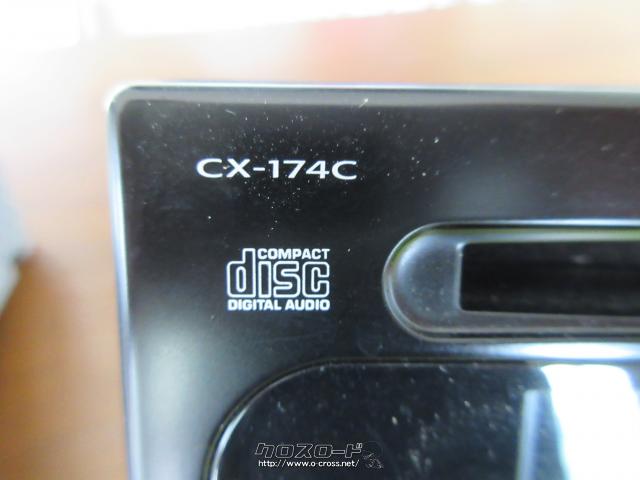 CX-174C
COMPACT
disc
DIGITAL AUDIO
クロスロード
http://www.o-cross.net/